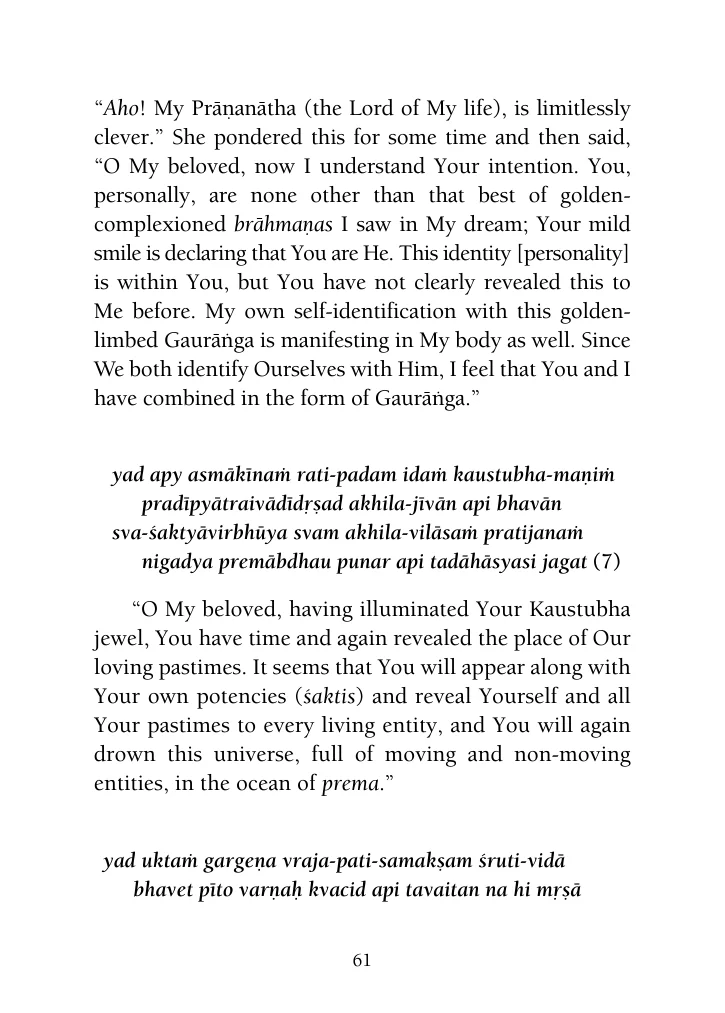 “Aho! My Prāṇanātha (the Lord of My life), is limitlessly
clever.” She pondered this for some time and then said,
“O My beloved, now I understand Your intention. You,
personally, are none other than that best of golden-
complexioned brāhmaṇas I saw in My dream; Your mild
smile is declaring that You are He. This identity [personality]
is within You, but You have not clearly revealed this to
Me before. My own self-identification with this golden-
limbed Gaurāṅga is manifesting in My body as well. Since
We both identify Ourselves with Him, I feel that You and I
have combined in the form of Gaurāṅga.”
yad apy asmākīnaṁ rati-padam idaṁ kaustubha-maṇiṁ
pradīpyātraivādīdṛṣad akhila-jīvān api bhavān
sva-śaktyāvirbhūya svam akhila-vilāsaṁ pratijanaṁ
nigadya premābdhau punar api tadāhāsyasi jagat (7)
“O My beloved, having illuminated Your Kaustubha
jewel, You have time and again revealed the place of Our
loving pastimes. It seems that You will appear along with
Your own potencies (śaktis) and reveal Yourself and all
Your pastimes to every living entity, and You will again
drown this universe, full of moving and non-moving
entities, in the ocean of prema.”
yad uktaṁ gargeṇa vraja-pati-samakṣam śruti-vidā
bhavet pīto varṇaḥ kvacid api tavaitan na hi mṛṣā
61